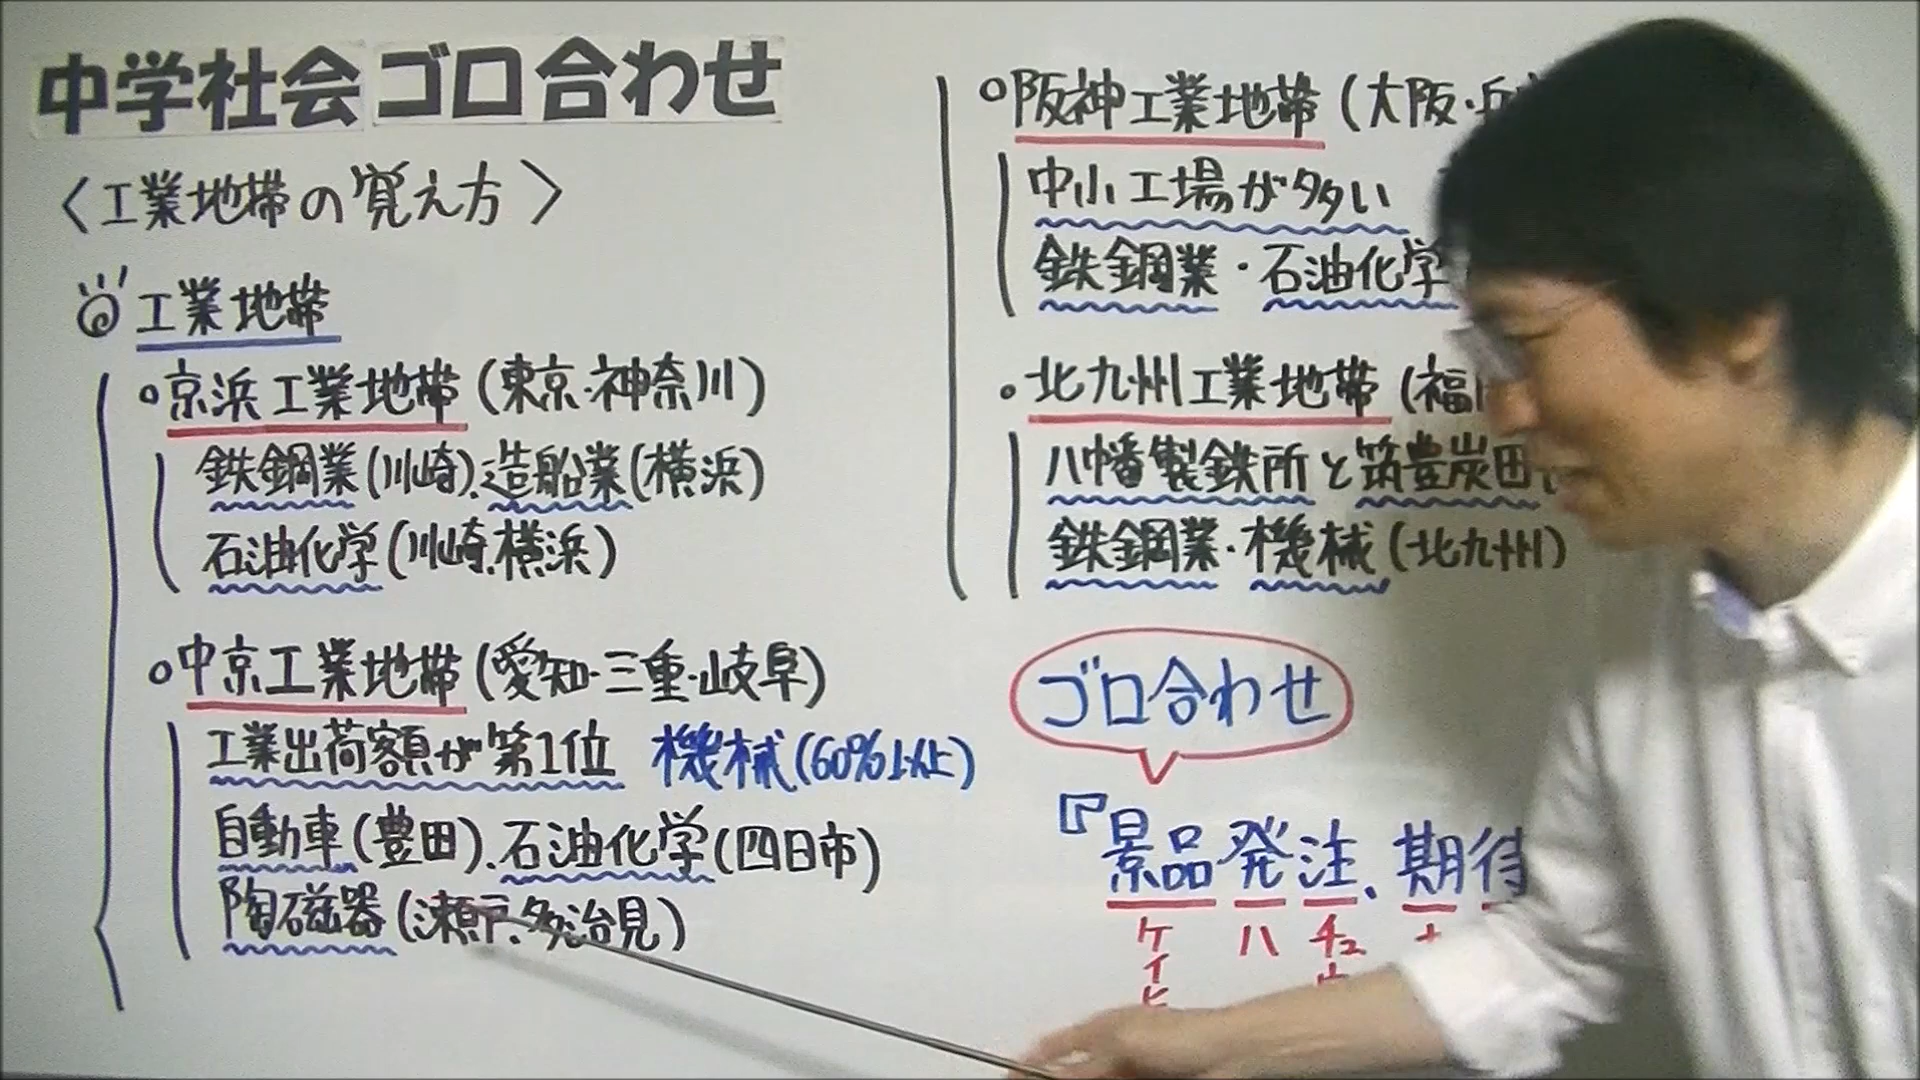 中学社会ゴロ合わせ
〈工業地帯の覚え方〉
工業地帯
京浜工業地帯(東京・神奈川)
鉄鋼業(川崎)、造船業(横浜)
石油化学(川崎、横浜)
中京工業地帯(愛知・三重・岐阜)
工業出荷額が第1位 機械(60%以上)
自動車(豊田)、石油化学(四日市)
陶磁器(瀬戸、多治見)
阪神工業地帯(大阪・兵
中小工場が多い
鉄鋼業・石油化学
北九州工業地帯(福
八幡製鉄所と筑豊炭田
鉄鋼業・機械(北九州)
ゴロ合わせ
『景品発注、期待
ケイヒ ハ チュ